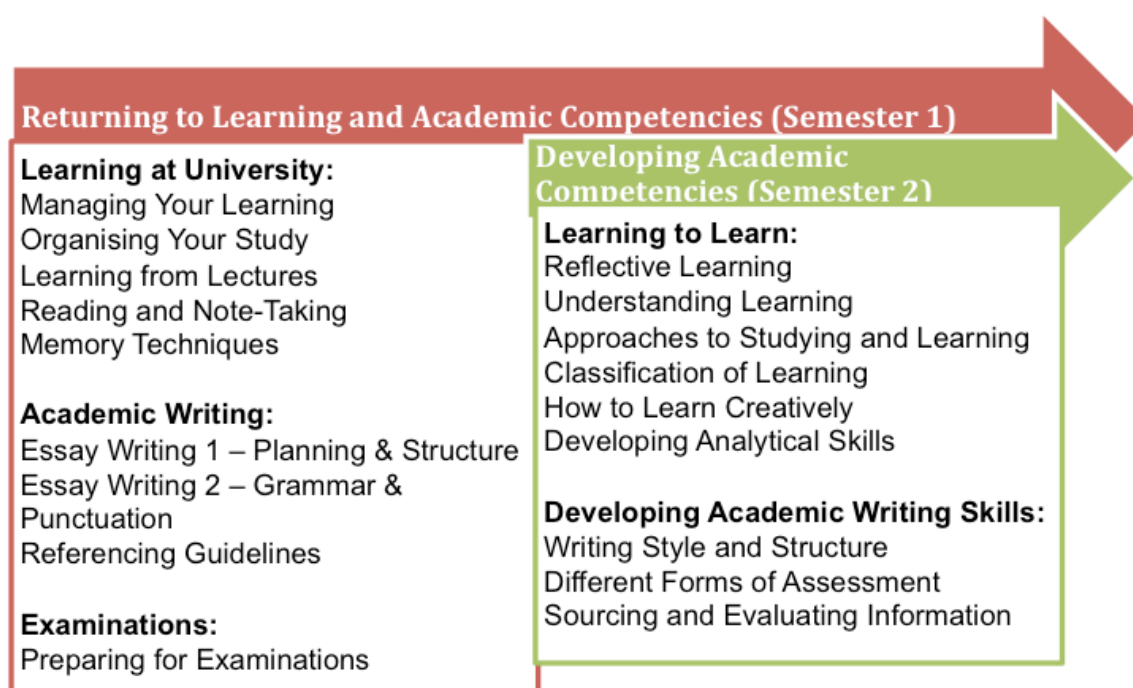 Returning to Learning and Academic Competencies (Semester 1)
Learning at University:
Managing Your Learning
Organising Your Study
Learning from Lectures
Reading and Note-Taking
Memory Techniques
Academic Writing:
Essay Writing 1 – Planning & Structure
Essay Writing 2 – Grammar &
Punctuation
Referencing Guidelines
Examinations:
Preparing for Examinations
Developing Academic
Competencies (Semester 2)
Learning to Learn:
Reflective Learning
Understanding Learning
Approaches to Studying and Learning
Classification of Learning
How to Learn Creatively
Developing Analytical Skills
Developing Academic Writing Skills:
Writing Style and Structure
Different Forms of Assessment
Sourcing and Evaluating Information